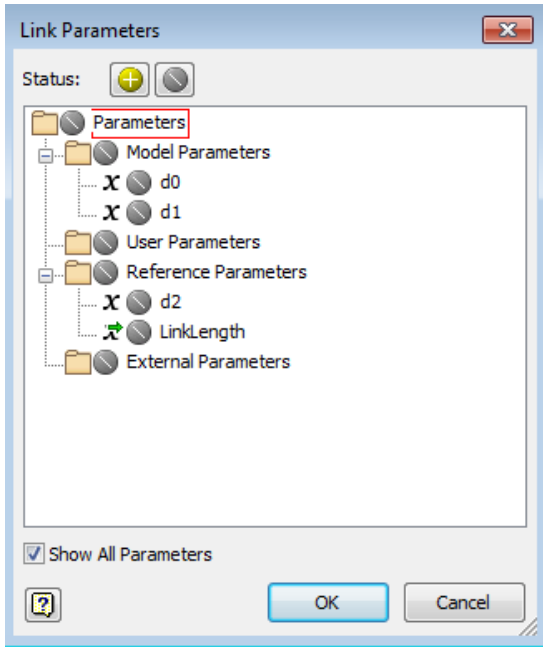 Link Parameters
Status:
Parameters
Model Parameters
x d0
x d1
User Parameters
Reference Parameters
x d2
x LinkLength
External Parameters
Show All Parameters
? OK Cancel